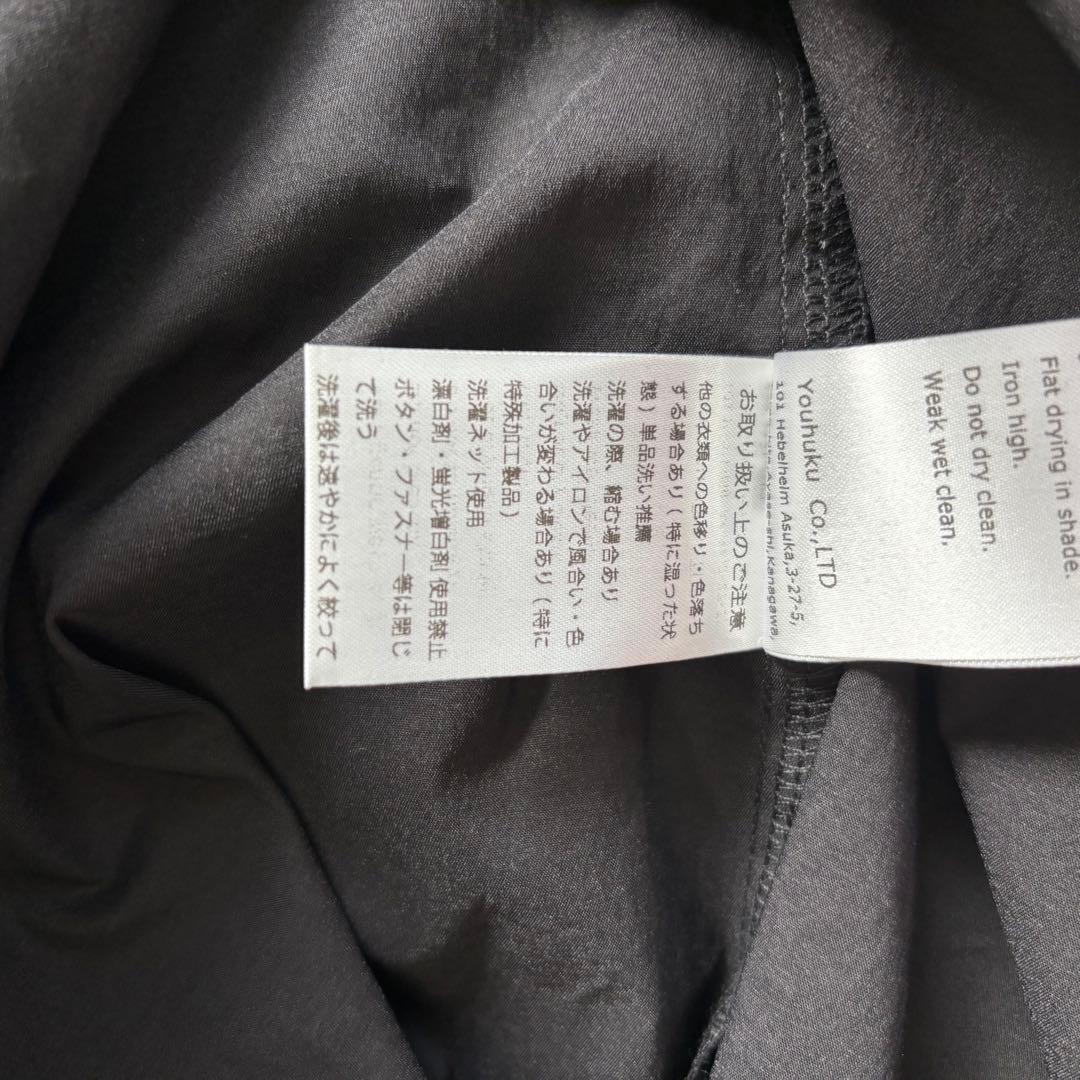 Flat drying in shade.
Iron high.
Do not dry clean.
Weak wet clean.
Youhuku Co.,LTD
101 Hebelheim Asuka,3-27-5,
Ayase-shi,Kanagawa,
お取り扱い上のご注意
他の衣類への色移り・色落ち
する場合あり(特に湿った状
態)単品洗い推薦
洗濯の際、縮む場合あり
洗濯やアイロンで風合い・色
合いが変わる場合あり(特に
特殊加工製品)
洗濯ネット使用
漂白剤・蛍光増白剤 使用禁止
ボタン・ファスナー等は閉じ
て洗う
洗濯後は速やかによく絞って